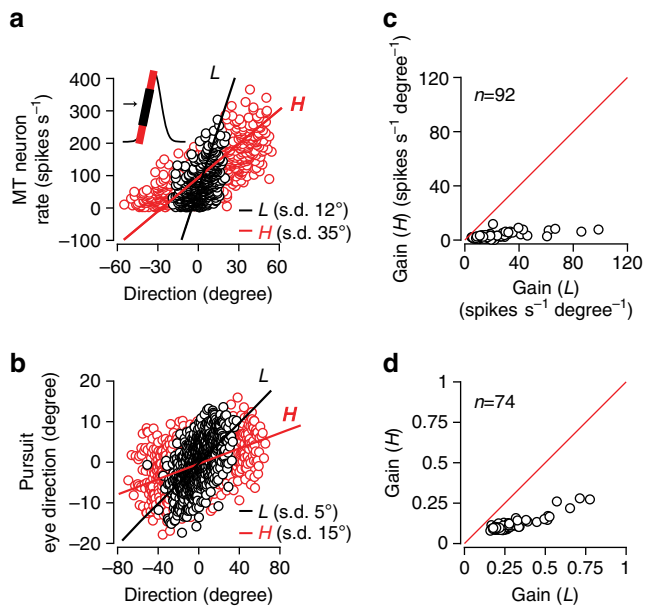 a
MT neuron
rate (spikes s⁻¹)
400
300
200
100
0
−100
L
H
→
L (s.d. 12°)
H (s.d. 35°)
−60 −30 0 30 60
Direction (degree)
b
Pursuit
eye direction (degree)
20
10
0
−10
−20
L
H
L (s.d. 5°)
H (s.d. 15°)
−80 −40 0 40 80
Direction (degree)
c
Gain (H) (spikes s⁻¹ degree⁻¹)
120
80
40
0
n=92
0 40 80 120
Gain (L)
(spikes s⁻¹ degree⁻¹)
d
Gain (H)
1
0.75
0.5
0.25
0
n=74
0 0.25 0.5 0.75 1
Gain (L)